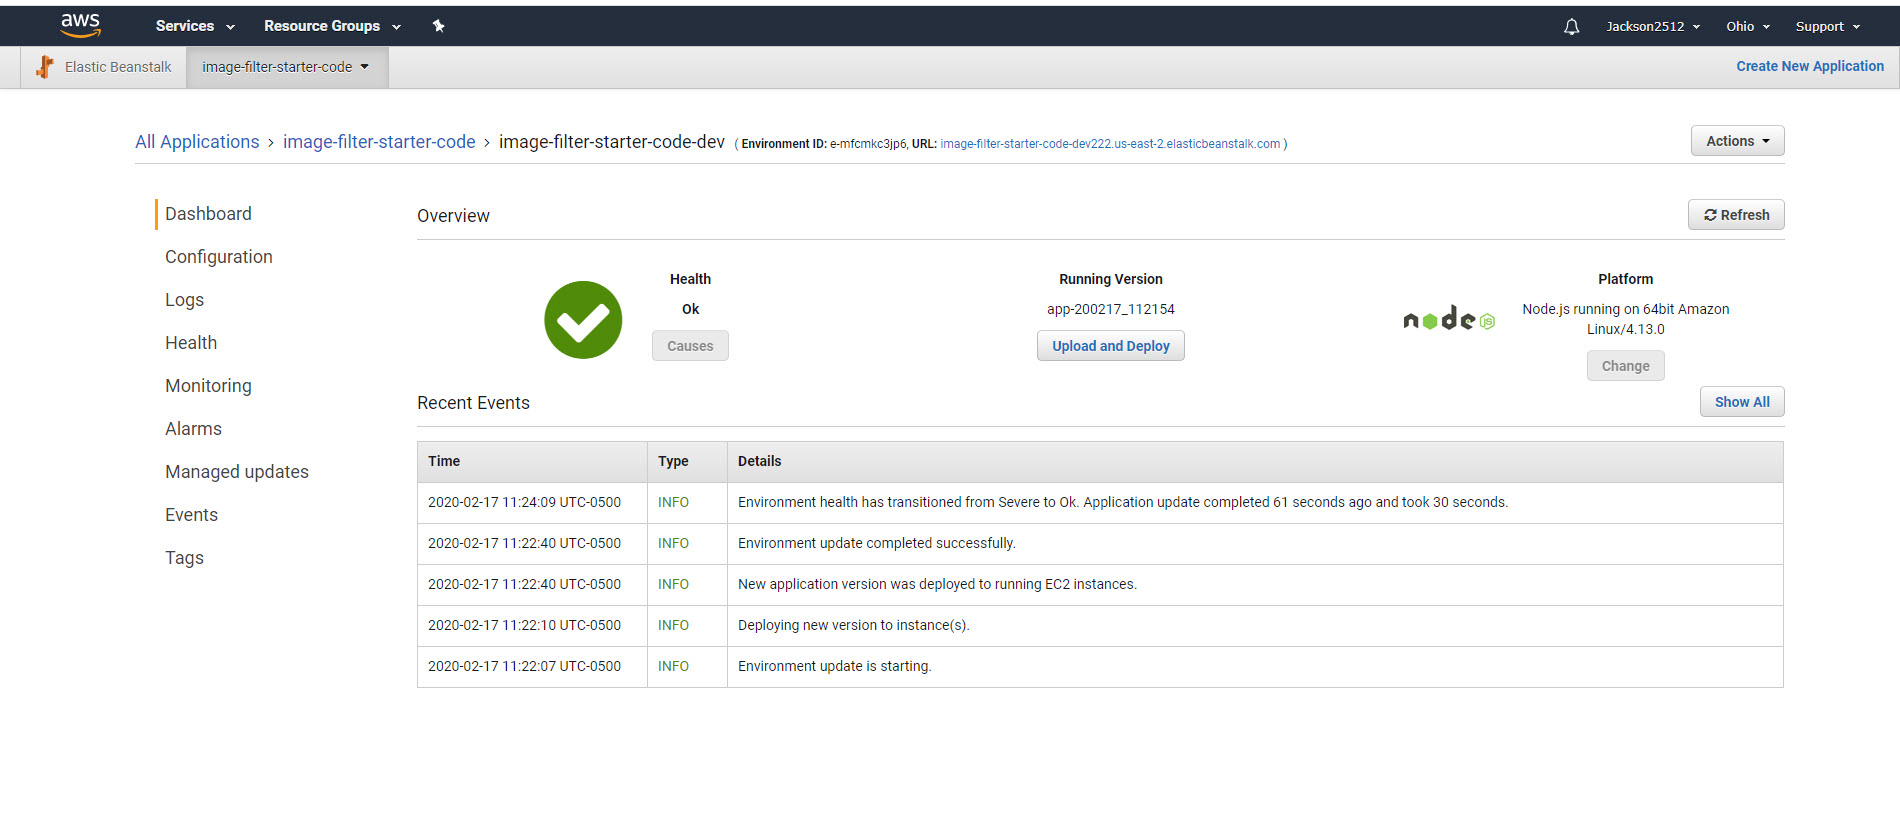 aws Services Resource Groups Jackson2512 Ohio Support
Elastic Beanstalk image-filter-starter-code Create New Application
All Applications > image-filter-starter-code > image-filter-starter-code-dev ( Environment ID: e-mfcmkc3jp6, URL: image-filter-starter-code-dev222.us-east-2.elasticbeanstalk.com ) Actions
Dashboard
Configuration
Logs
Health
Monitoring
Alarms
Managed updates
Events
Tags
Overview Refresh
Health
Ok
Causes
Running Version
app-200217_112154
Upload and Deploy
node JS
Platform
Node.js running on 64bit Amazon
Linux/4.13.0
Change
Recent Events Show All
Time Type Details
2020-02-17 11:24:09 UTC-0500 INFO Environment health has transitioned from Severe to Ok. Application update completed 61 seconds ago and took 30 seconds.
2020-02-17 11:22:40 UTC-0500 INFO Environment update completed successfully.
2020-02-17 11:22:40 UTC-0500 INFO New application version was deployed to running EC2 instances.
2020-02-17 11:22:10 UTC-0500 INFO Deploying new version to instance(s).
2020-02-17 11:22:07 UTC-0500 INFO Environment update is starting.